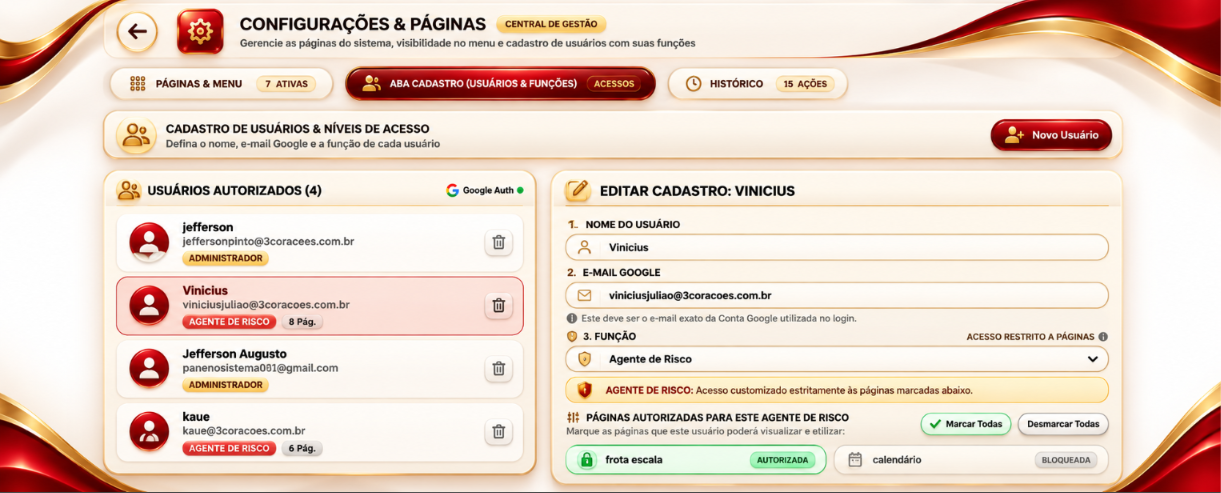 CONFIGURAÇÕES & PÁGINAS CENTRAL DE GESTÃO
Gerencie as páginas do sistema, visibilidade no menu e cadastro de usuários com suas funções
PÁGINAS & MENU 7 ATIVAS
ABA CADASTRO (USUÁRIOS & FUNÇÕES) ACESSOS
HISTÓRICO 15 AÇÕES
CADASTRO DE USUÁRIOS & NÍVEIS DE ACESSO
Defina o nome, e-mail Google e a função de cada usuário
Novo Usuário
USUÁRIOS AUTORIZADOS (4)
Google Auth
jefferson
jeffersonpinto@3coracees.com.br
ADMINISTRADOR
Vinicius
viniciusjuliao@3coracoes.com.br
AGENTE DE RISCO 8 Pág.
Jefferson Augusto
panenosistema081@gmail.com
ADMINISTRADOR
kaue
kaue@3coracoes.com.br
AGENTE DE RISCO 6 Pág.
EDITAR CADASTRO: VINICIUS
1. NOME DO USUÁRIO
Vinicius
2. E-MAIL GOOGLE
viniciusjuliao@3coracoes.com.br
Este deve ser o e-mail exato da Conta Google utilizada no login.
3. FUNÇÃO
ACESSO RESTRITO A PÁGINAS
Agente de Risco
AGENTE DE RISCO: Acesso customizado estritamente às páginas marcadas abaixo.
PÁGINAS AUTORIZADAS PARA ESTE AGENTE DE RISCO
Marque as páginas que este usuário poderá visualizar e etilizar:
Marcar Todas
Desmarcar Todas
frota escala AUTORIZADA
calendário BLOQUEADA